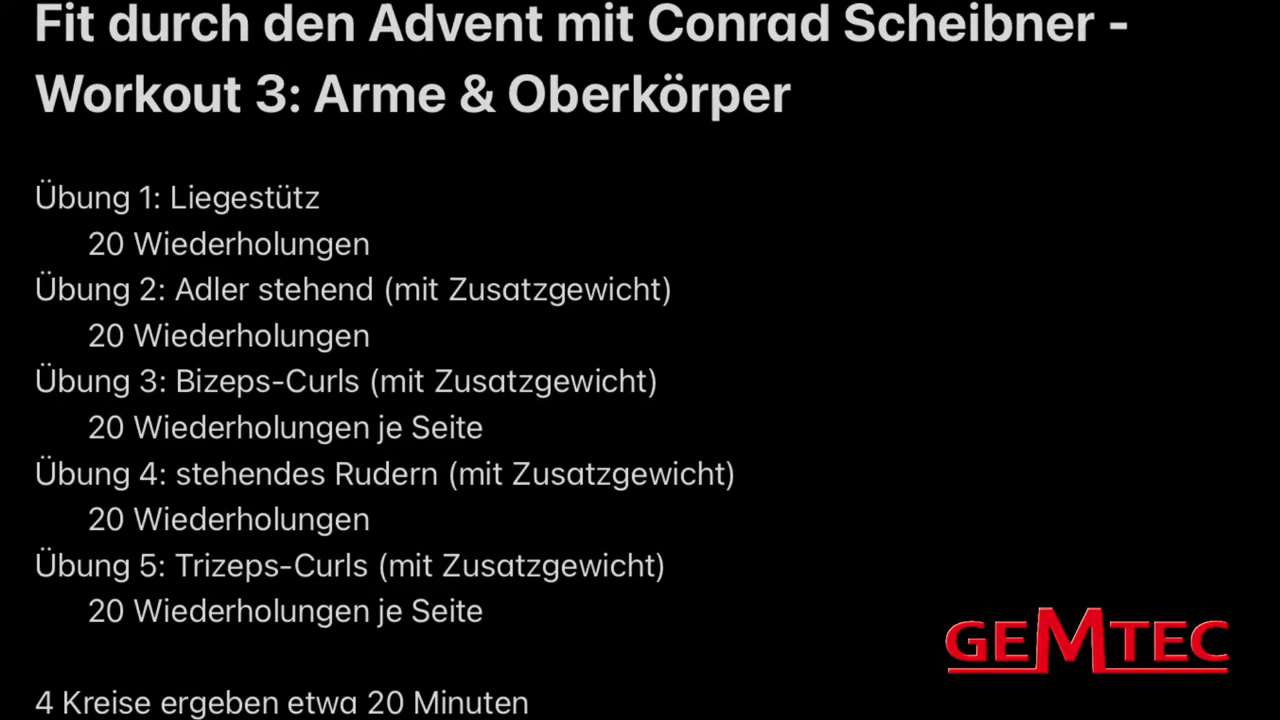 Fit durch den Advent mit Conrad Scheibner -
Workout 3: Arme & Oberkörper
Übung 1: Liegestütz
20 Wiederholungen
Übung 2: Adler stehend (mit Zusatzgewicht)
20 Wiederholungen
Übung 3: Bizeps-Curls (mit Zusatzgewicht)
20 Wiederholungen je Seite
Übung 4: stehendes Rudern (mit Zusatzgewicht)
20 Wiederholungen
Übung 5: Trizeps-Curls (mit Zusatzgewicht)
20 Wiederholungen je Seite
GEMTEC
4 Kreise ergeben etwa 20 Minuten